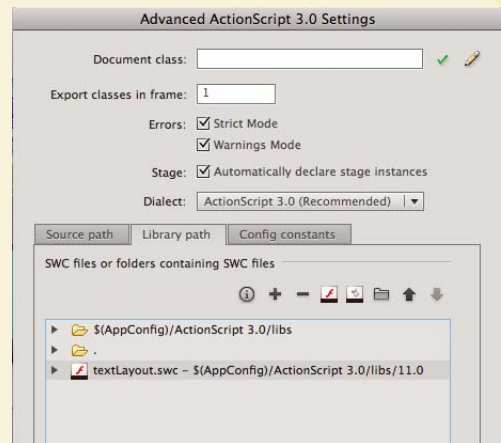 Advanced ActionScript 3.0 Settings
Document class:
Export classes in frame: 1
Errors: Strict Mode
Warnings Mode
Stage: Automatically declare stage instances
Dialect: ActionScript 3.0 (Recommended)
Source path Library path Config constants
SWC files or folders containing SWC files
$(AppConfig)/ActionScript 3.0/libs
.
textLayout.swc – $(AppConfig)/ActionScript 3.0/libs/11.0